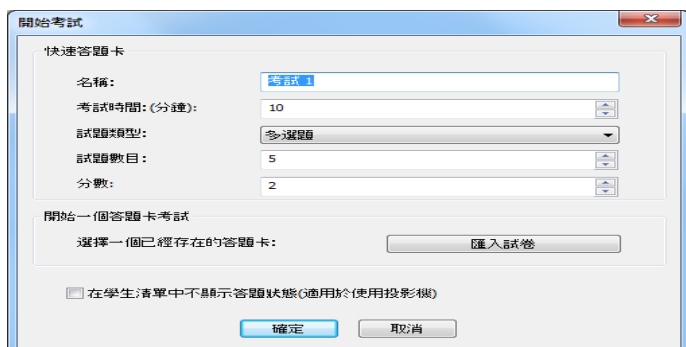 開始考試
快速答題卡
名稱: 考試 1
考試時間:(分鐘): 10
試題類型: 多選題
試題數目: 5
分數: 2
開始一個答題卡考試
選擇一個已經存在的答題卡: 匯入試卷
在學生清單中不顯示答題狀態(適用於使用投影機)
確定 取消